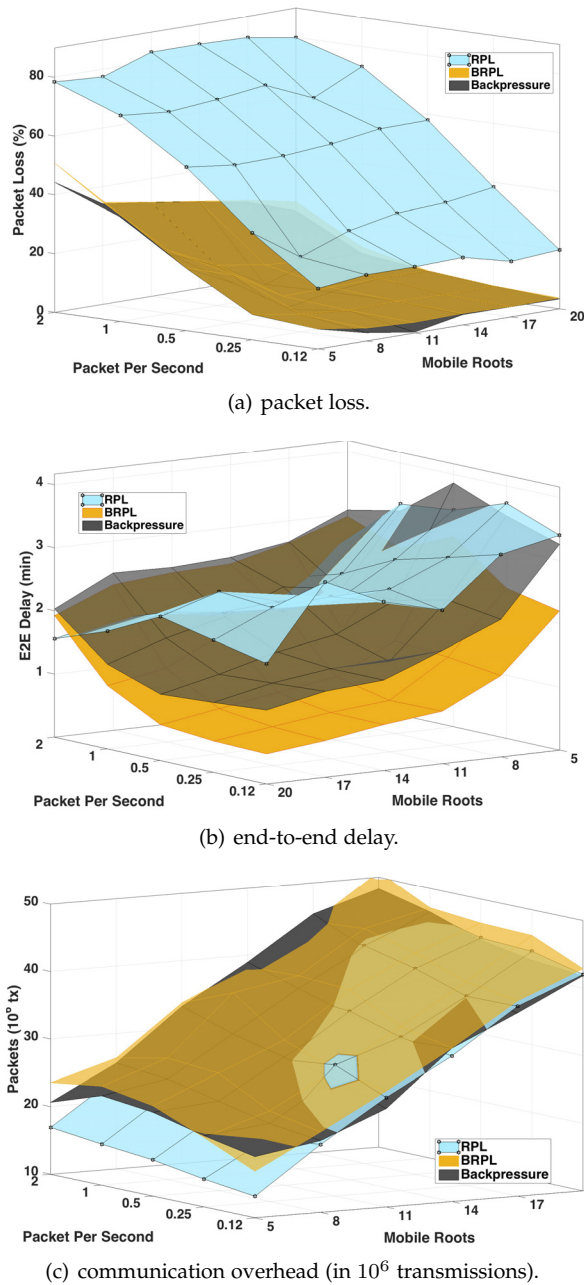 RPL
BRPL
Backpressure
Packet Loss (%)
80
60
40
20
0
2
1
0.5
0.25
0.12
Packet Per Second
5
8
11
14
17
20
Mobile Roots
(a) packet loss.
RPL
BRPL
Backpressure
E2E Delay (min)
4
3
2
1
2
1
0.5
0.25
0.12
Packet Per Second
20
17
14
11
8
5
Mobile Roots
(b) end-to-end delay.
50
40
30
20
10
Packets (10⁶ tx)
2
1
0.5
0.25
0.12
Packet Per Second
5
8
11
14
17
Mobile Roots
RPL
BRPL
Backpressure
(c) communication overhead (in 10⁶ transmissions).